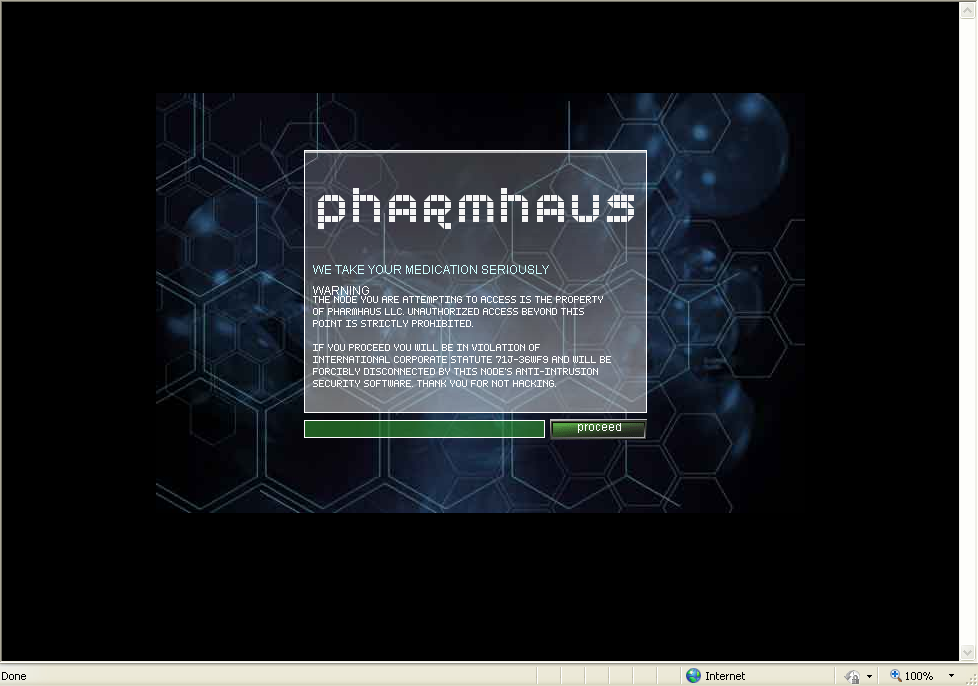 pharmhaus
WE TAKE YOUR MEDICATION SERIOUSLY
WARNING
THE NODE YOU ARE ATTEMPTING TO ACCESS IS THE PROPERTY
OF PHARMHAUS LLC. UNAUTHORIZED ACCESS BEYOND THIS
POINT IS STRICTLY PROHIBITED.
IF YOU PROCEED YOU WILL BE IN VIOLATION OF
INTERNATIONAL CORPORATE STATUTE 71J-36WF9 AND WILL BE
FORCIBLY DISCONNECTED BY THIS NODE'S ANTI-INTRUSION
SECURITY SOFTWARE. THANK YOU FOR NOT HACKING.
proceed
Done
Internet
100%